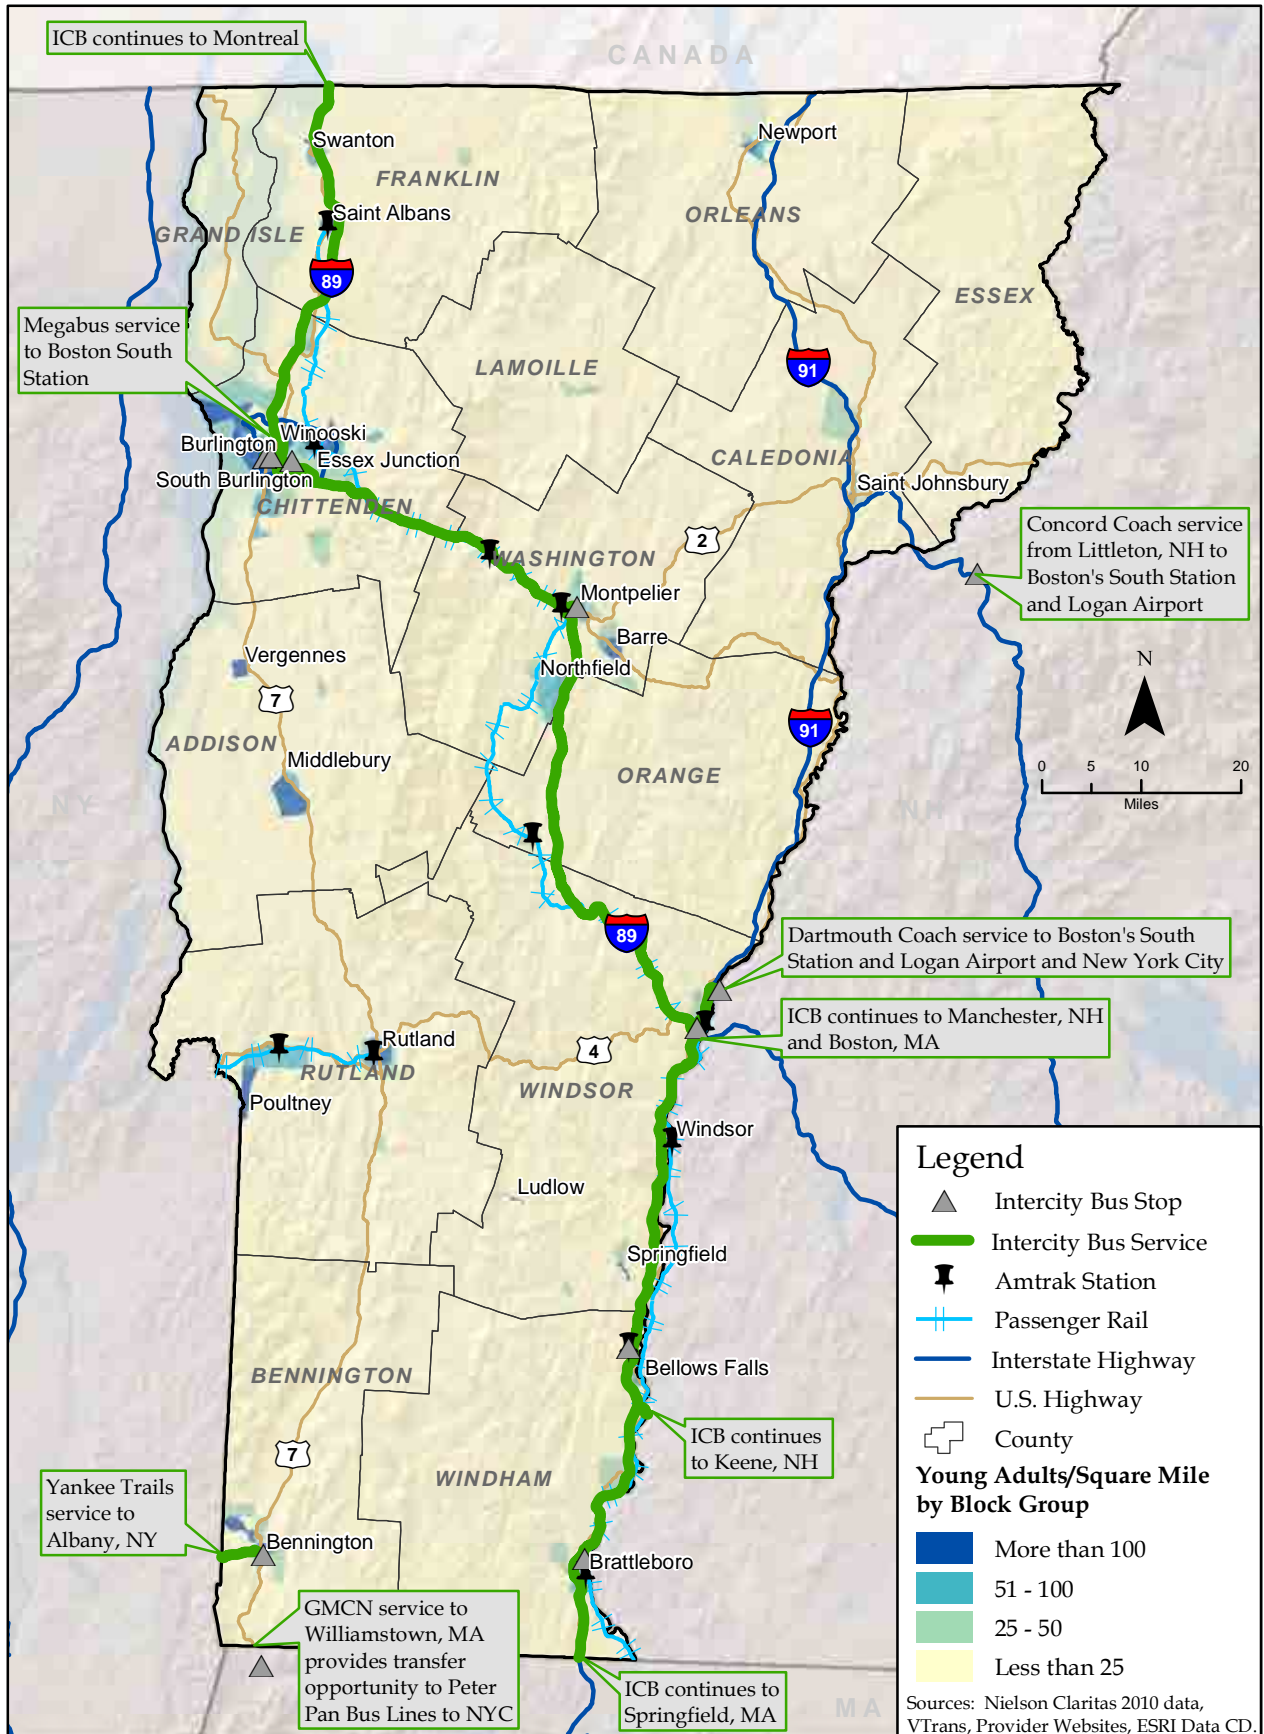 ICB continues to Montreal
CANADA
Swanton
Newport
FRANKLIN
Saint Albans
ORLEANS
GRAND ISLE
89
ESSEX
Megabus service
to Boston South
Station
LAMOILLE
91
Winooski
Burlington
Essex Junction
South Burlington
CALEDONIA
Saint Johnsbury
CHITTENDEN
Concord Coach service
from Littleton, NH to
Boston's South Station
and Logan Airport
2
WASHINGTON
Montpelier
Barre
Northfield
Vergennes
N
7
91
ADDISON
Middlebury
ORANGE
0 5 10 20
Miles
NY
NH
89
Dartmouth Coach service to Boston's South
Station and Logan Airport and New York City
ICB continues to Manchester, NH
and Boston, MA
Rutland
4
RUTLAND
WINDSOR
Poultney
Windsor
Ludlow
Springfield
Legend
Intercity Bus Stop
Intercity Bus Service
Amtrak Station
Passenger Rail
Interstate Highway
U.S. Highway
County
Young Adults/Square Mile
by Block Group
More than 100
51 - 100
25 - 50
Less than 25
Sources: Nielson Claritas 2010 data,
VTrans, Provider Websites, ESRI Data CD.
BENNINGTON
Bellows Falls
ICB continues
to Keene, NH
7
WINDHAM
Yankee Trails
service to
Albany, NY
Bennington
Brattleboro
GMCN service to
Williamstown, MA
provides transfer
opportunity to Peter
Pan Bus Lines to NYC
ICB continues to
Springfield, MA
MA